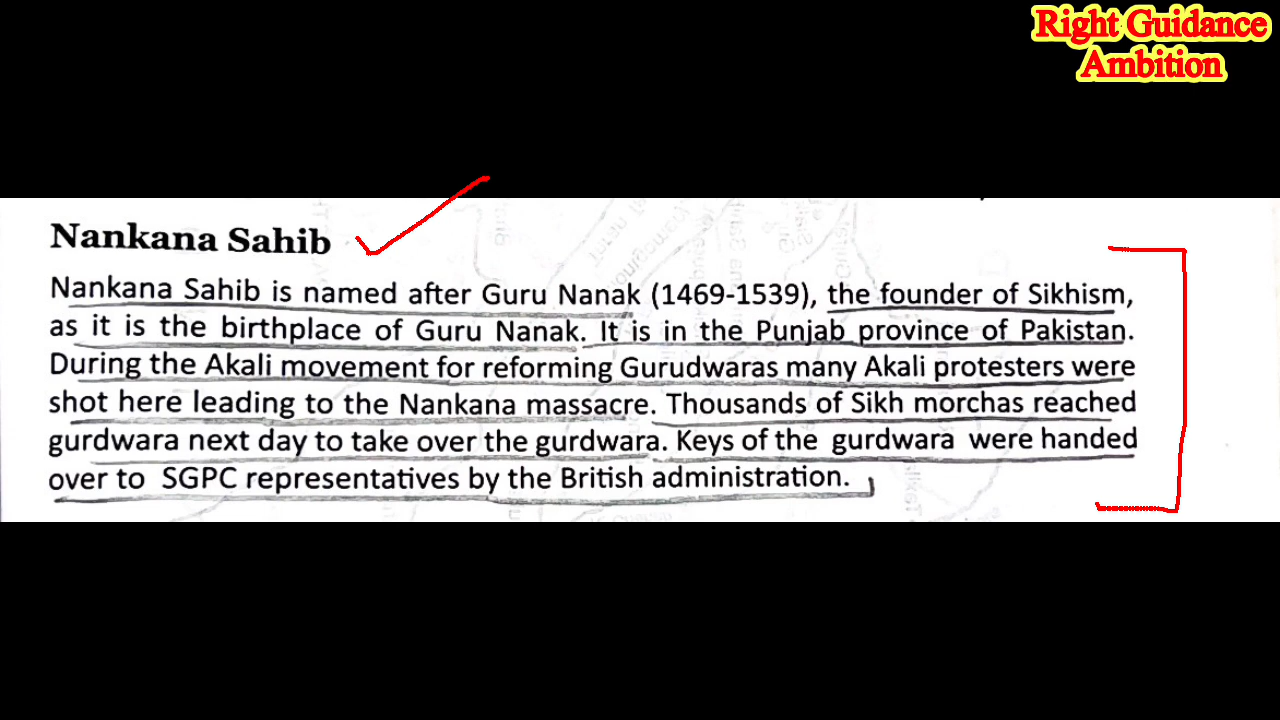 Right Guidance
Ambition
Nankana Sahib
Nankana Sahib is named after Guru Nanak (1469-1539), the founder of Sikhism,
as it is the birthplace of Guru Nanak. It is in the Punjab province of Pakistan.
During the Akali movement for reforming Gurudwaras many Akali protesters were
shot here leading to the Nankana massacre. Thousands of Sikh morchas reached
gurdwara next day to take over the gurdwara. Keys of the gurdwara were handed
over to SGPC representatives by the British administration.